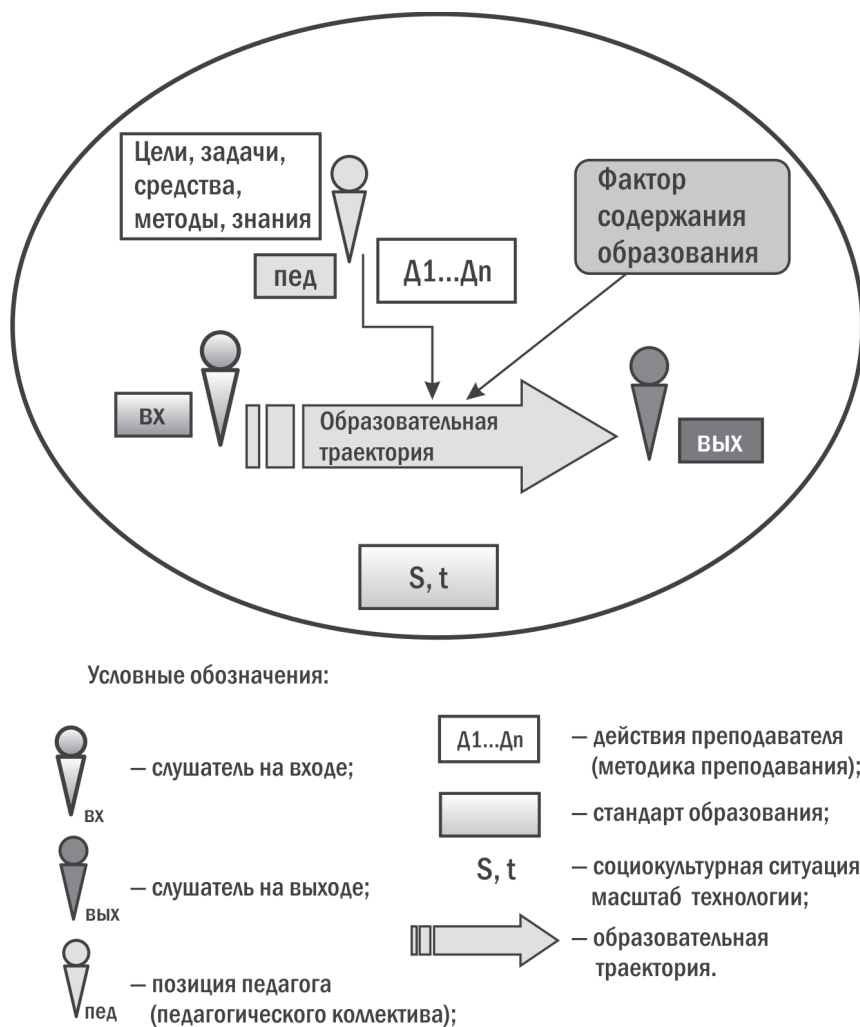 Цели, задачи,
средства,
методы, знания
Фактор
содержания
образования
пед
Д1...Дn
вх
Образовательная
траектория
вых
S, t
Условные обозначения:
вх
– слушатель на входе;
вых
– слушатель на выходе;
пед
– позиция педагога
(педагогического коллектива);
Д1...Дn
– действия преподавателя
(методика преподавания);
– стандарт образования;
S, t
– социокультурная ситуация
масштаб технологии;
– образовательная
траектория.